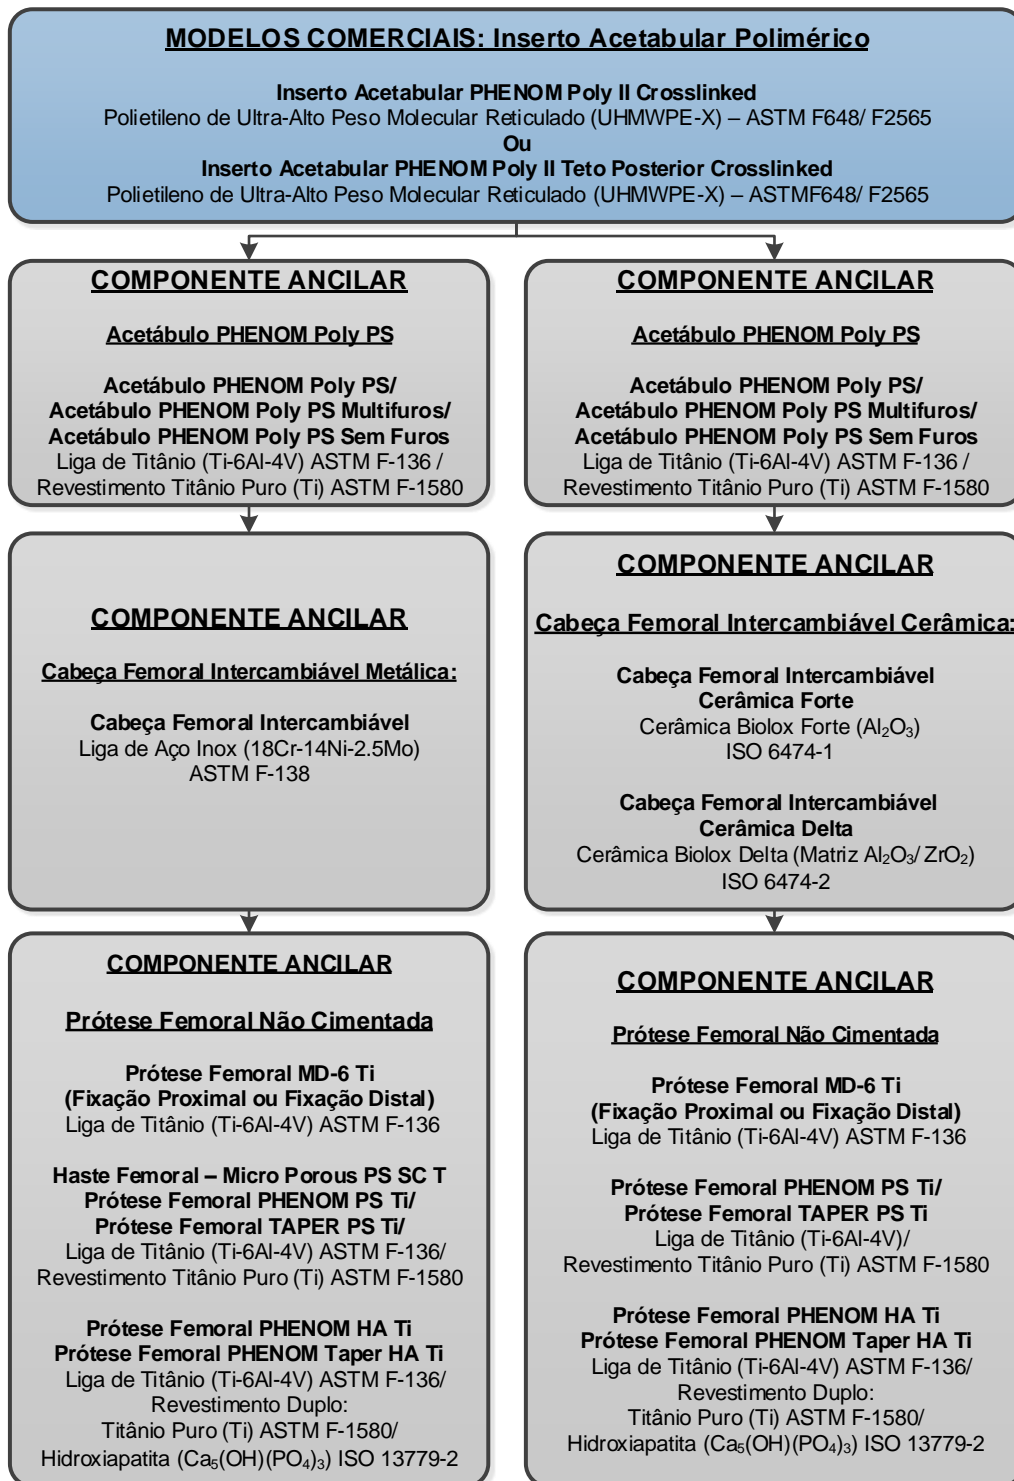 MODELOS COMERCIAIS: Inserto Acetabular Polimérico
Inserto Acetabular PHENOM Poly II Crosslinked
Polietileno de Ultra-Alto Peso Molecular Reticulado (UHMWPE-X) – ASTM F648/ F2565
Ou
Inserto Acetabular PHENOM Poly II Teto Posterior Crosslinked
Polietileno de Ultra-Alto Peso Molecular Reticulado (UHMWPE-X) – ASTMF648/ F2565
COMPONENTE ANCILAR
Acetábulo PHENOM Poly PS
Acetábulo PHENOM Poly PS/
Acetábulo PHENOM Poly PS Multifuros/
Acetábulo PHENOM Poly PS Sem Furos
Liga de Titânio (Ti-6Al-4V) ASTM F-136 /
Revestimento Titânio Puro (Ti) ASTM F-1580
COMPONENTE ANCILAR
Acetábulo PHENOM Poly PS
Acetábulo PHENOM Poly PS/
Acetábulo PHENOM Poly PS Multifuros/
Acetábulo PHENOM Poly PS Sem Furos
Liga de Titânio (Ti-6Al-4V) ASTM F-136 /
Revestimento Titânio Puro (Ti) ASTM F-1580
COMPONENTE ANCILAR
Cabeça Femoral Intercambiável Metálica:
Cabeça Femoral Intercambiável
Liga de Aço Inox (18Cr-14Ni-2.5Mo)
ASTM F-138
COMPONENTE ANCILAR
Cabeça Femoral Intercambiável Cerâmica:
Cabeça Femoral Intercambiável
Cerâmica Forte
Cerâmica Biolox Forte (Al₂O₃)
ISO 6474-1
Cabeça Femoral Intercambiável
Cerâmica Delta
Cerâmica Biolox Delta (Matriz Al₂O₃/ ZrO₂)
ISO 6474-2
COMPONENTE ANCILAR
Prótese Femoral Não Cimentada
Prótese Femoral MD-6 Ti
(Fixação Proximal ou Fixação Distal)
Liga de Titânio (Ti-6Al-4V) ASTM F-136
Haste Femoral – Micro Porous PS SC T
Prótese Femoral PHENOM PS Ti/
Prótese Femoral TAPER PS Ti/
Liga de Titânio (Ti-6Al-4V) ASTM F-136/
Revestimento Titânio Puro (Ti) ASTM F-1580
Prótese Femoral PHENOM HA Ti
Prótese Femoral PHENOM Taper HA Ti
Liga de Titânio (Ti-6Al-4V) ASTM F-136/
Revestimento Duplo:
Titânio Puro (Ti) ASTM F-1580/
Hidroxiapatita (Ca₅(OH)(PO₄)₃) ISO 13779-2
COMPONENTE ANCILAR
Prótese Femoral Não Cimentada
Prótese Femoral MD-6 Ti
(Fixação Proximal ou Fixação Distal)
Liga de Titânio (Ti-6Al-4V) ASTM F-136
Prótese Femoral PHENOM PS Ti/
Prótese Femoral TAPER PS Ti
Liga de Titânio (Ti-6Al-4V)/
Revestimento Titânio Puro (Ti) ASTM F-1580
Prótese Femoral PHENOM HA Ti
Prótese Femoral PHENOM Taper HA Ti
Liga de Titânio (Ti-6Al-4V) ASTM F-136/
Revestimento Duplo:
Titânio Puro (Ti) ASTM F-1580/
Hidroxiapatita (Ca₅(OH)(PO₄)₃) ISO 13779-2